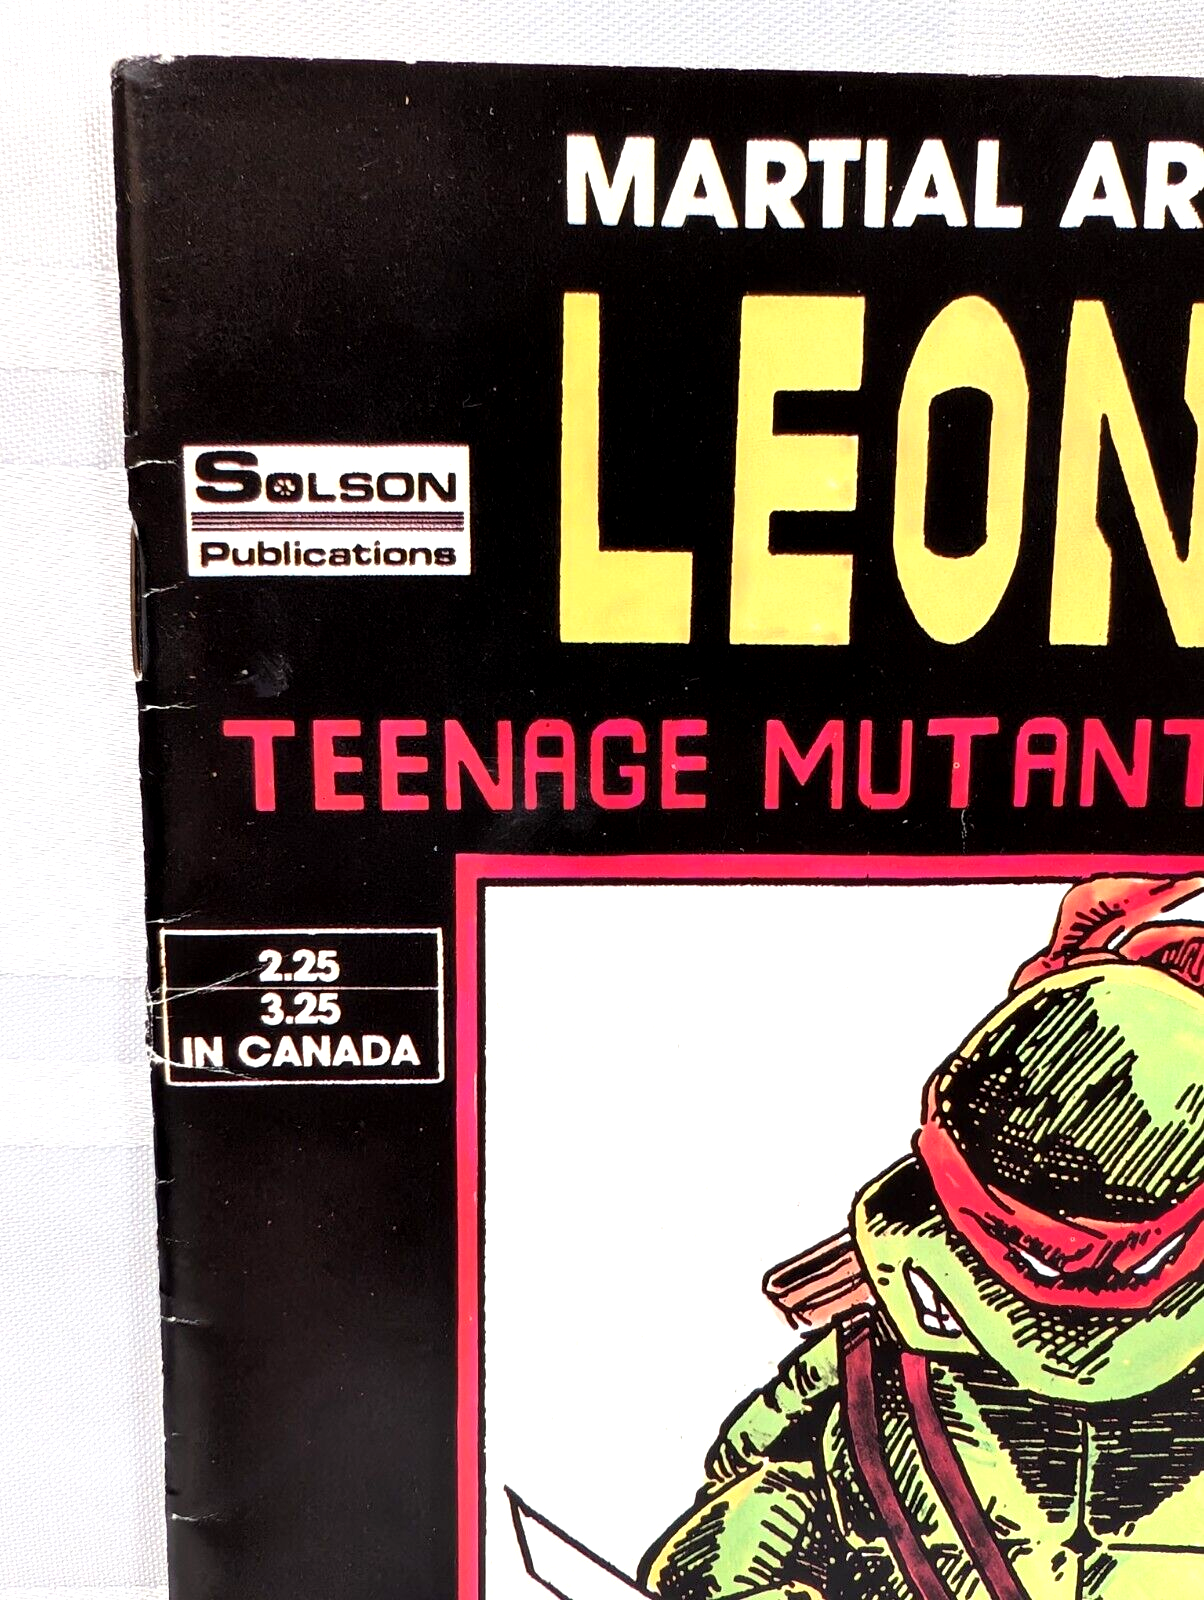 MARTIAL AR
LEON
SOLSON
Publications
TEENAGE MUTANT
2.25
3.25
IN CANADA